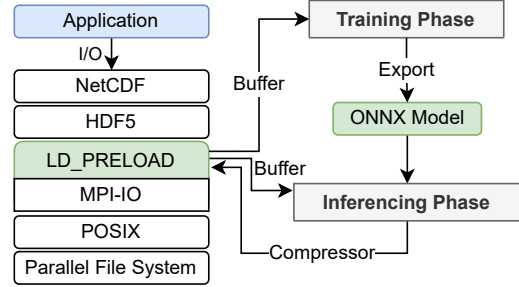 Application
I/O
NetCDF
HDF5
LD_PRELOAD
MPI-IO
POSIX
Parallel File System
Buffer
Buffer
Compressor
Training Phase
Export
ONNX Model
Inferencing Phase